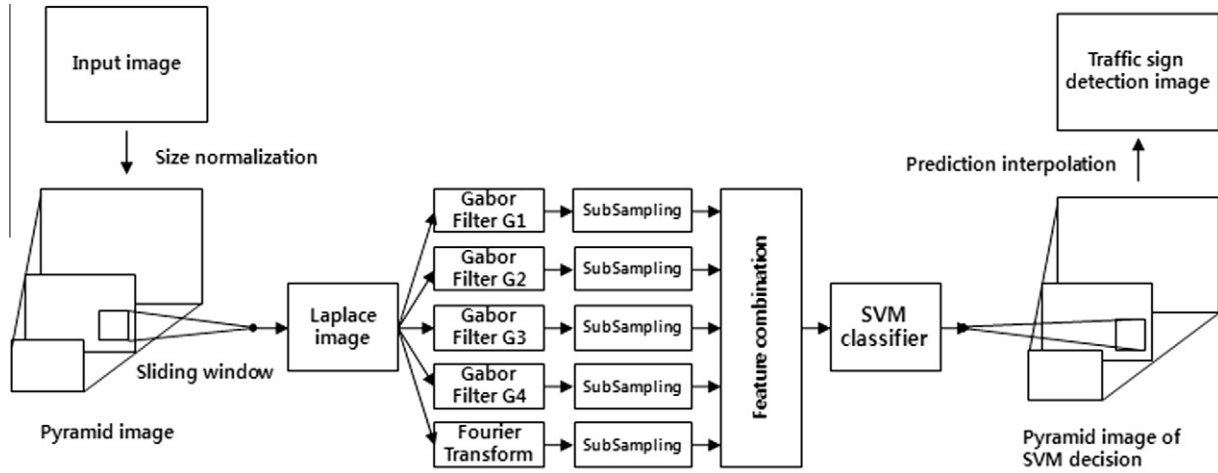 Input image
Size normalization
Pyramid image
Sliding window
Laplace
image
Gabor
Filter G1
SubSampling
Gabor
Filter G2
SubSampling
Gabor
Filter G3
SubSampling
Gabor
Filter G4
SubSampling
Fourier
Transform
SubSampling
Feature combination
SVM
classifier
Traffic sign
detection image
Prediction interpolation
Pyramid image of
SVM decision